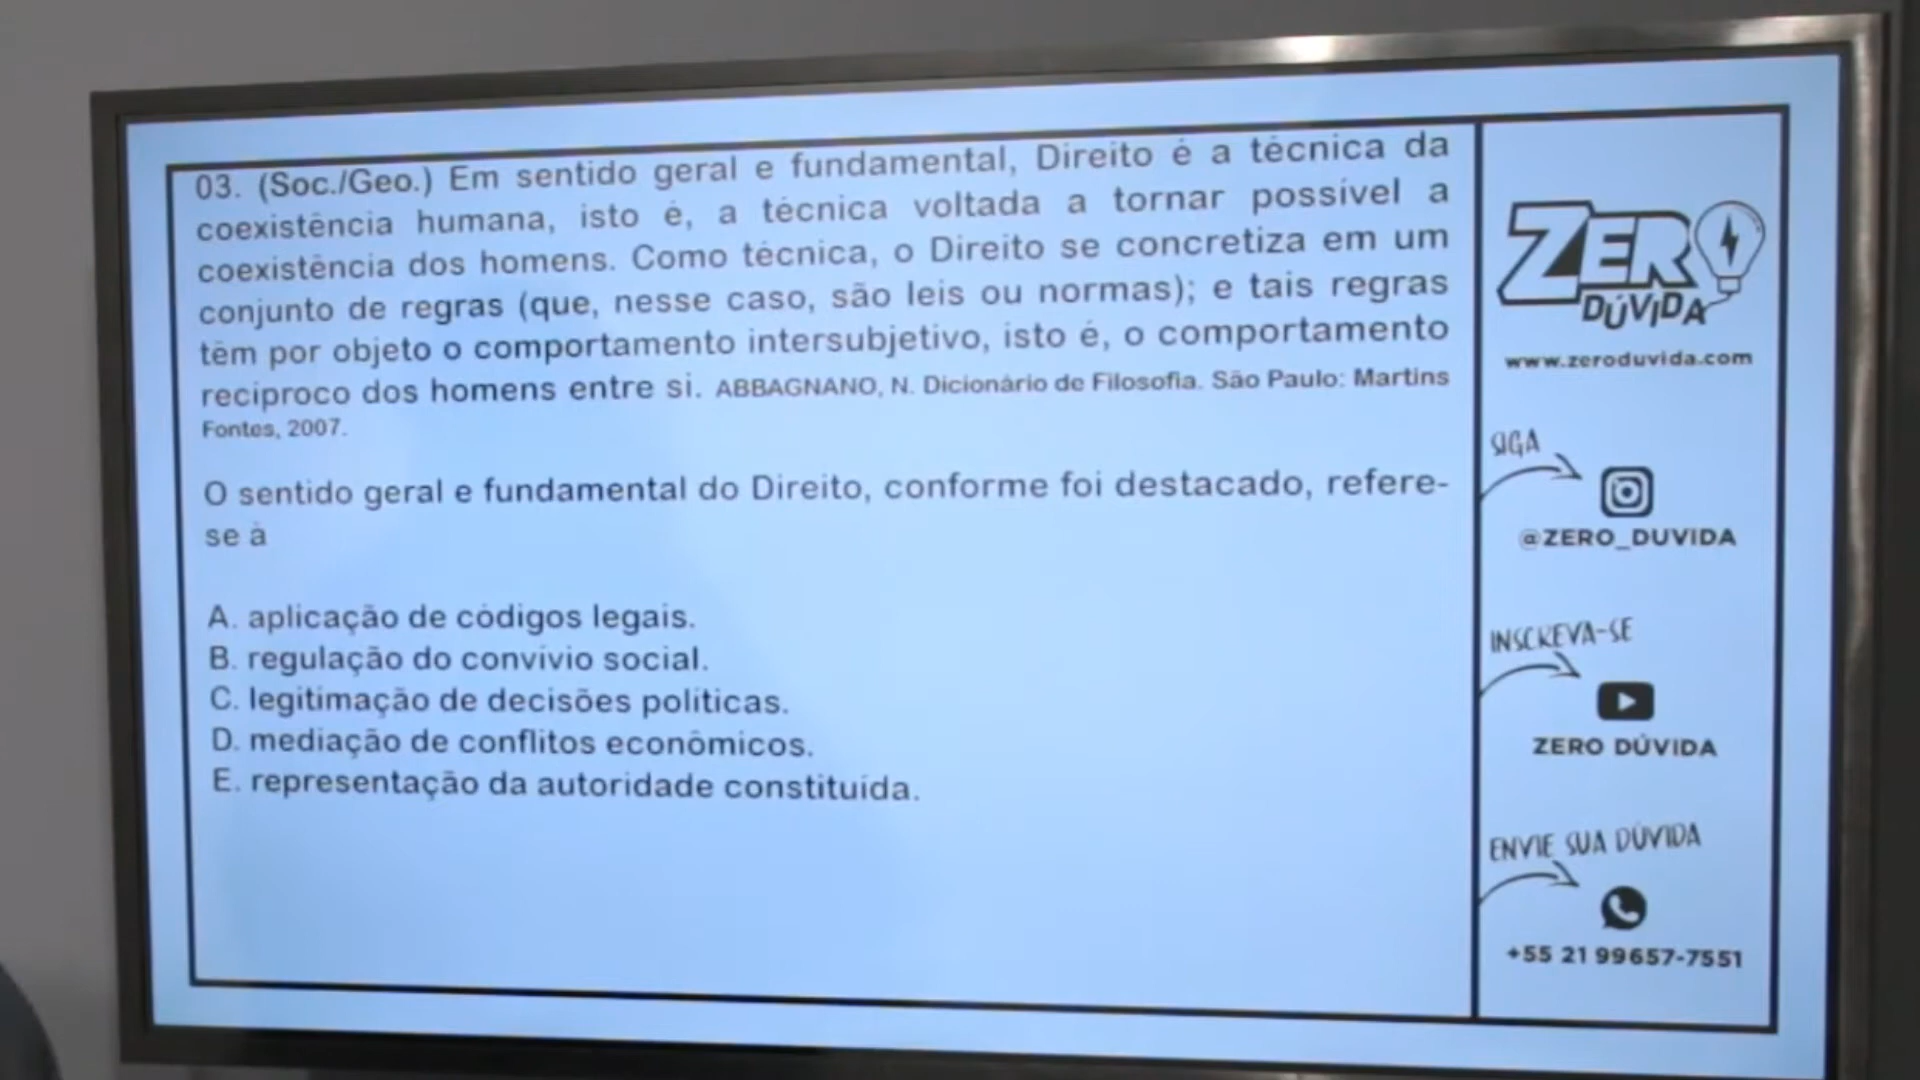 03. (Soc./Geo.) Em sentido geral e fundamental, Direito é a técnica da
coexistência humana, isto é, a técnica voltada a tornar possível a
coexistência dos homens. Como técnica, o Direito se concretiza em um
conjunto de regras (que, nesse caso, são leis ou normas); e tais regras
têm por objeto o comportamento intersubjetivo, isto é, o comportamento
recíproco dos homens entre si. ABBAGNANO, N. Dicionário de Filosofia. São Paulo: Martins
Fontes, 2007.
O sentido geral e fundamental do Direito, conforme foi destacado, refere-
se à
A. aplicação de códigos legais.
B. regulação do convívio social.
C. legitimação de decisões políticas.
D. mediação de conflitos econômicos.
E. representação da autoridade constituída.
ZERO
DÚVIDA
www.zeroduvida.com
SIGA
@ZERO_DUVIDA
INSCREVA-SE
ZERO DÚVIDA
ENVIE SUA DÚVIDA
+55 21 99657-7551